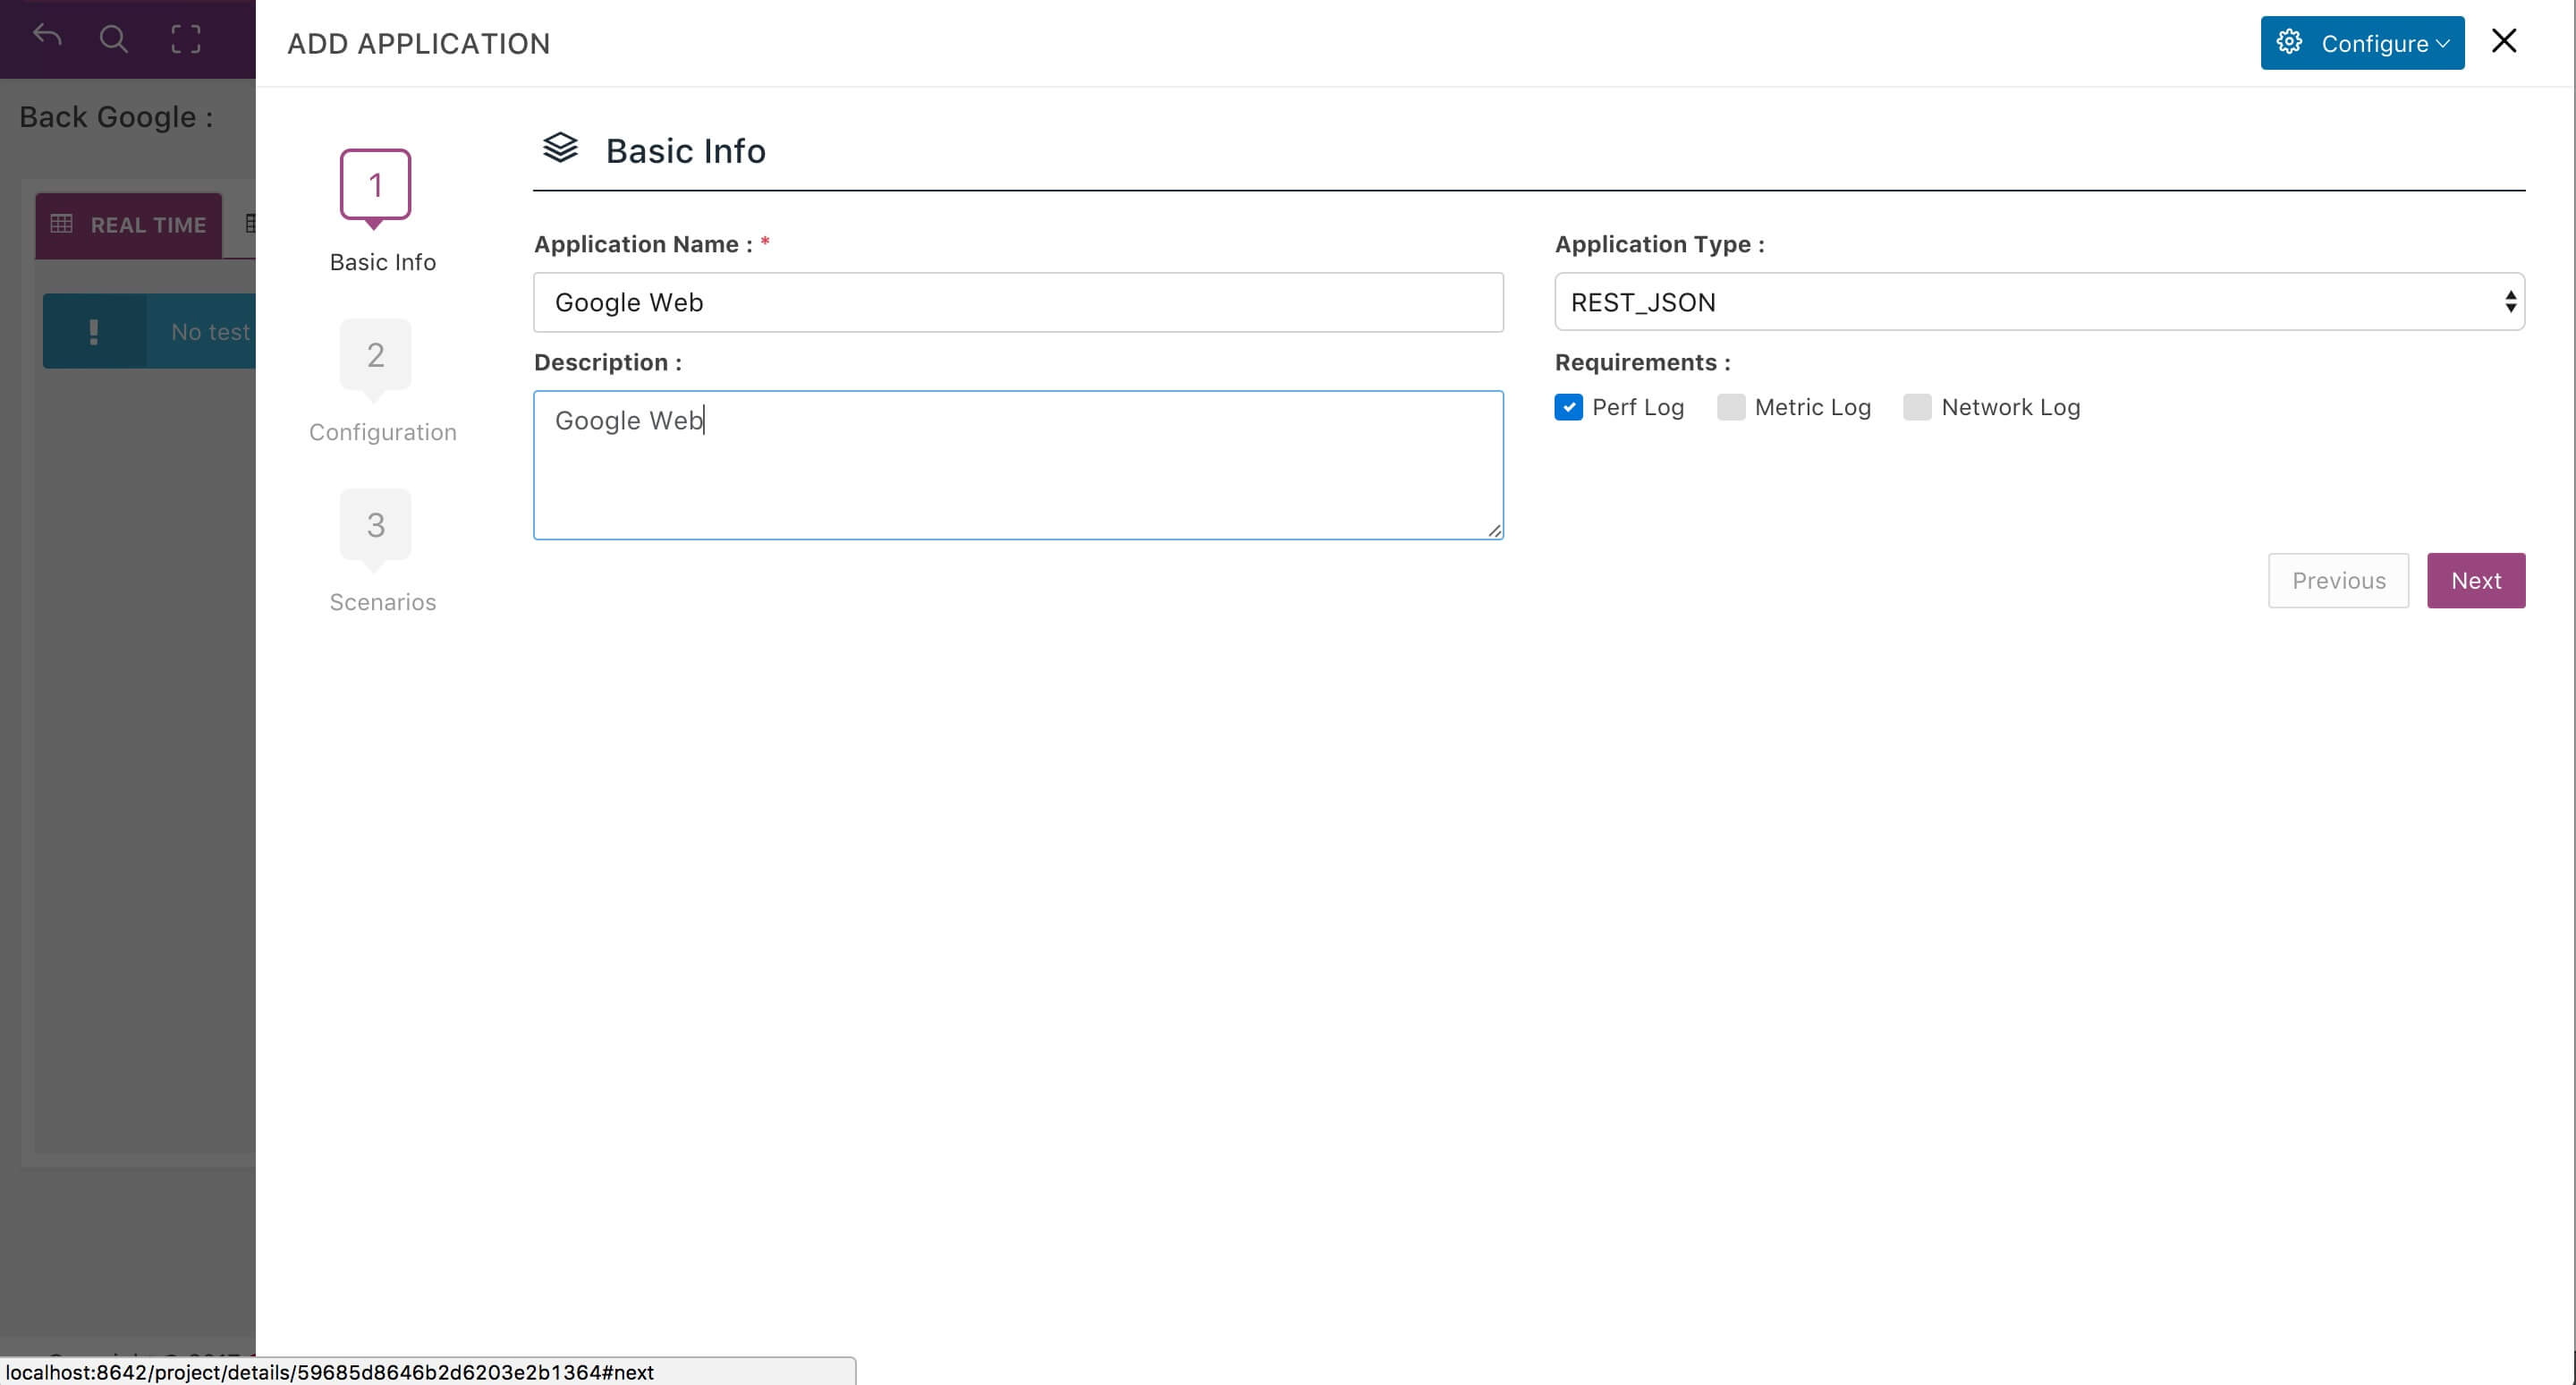 ADD APPLICATION
Configure
Back Google :
REAL TIME
No test
1
Basic Info
2
Configuration
3
Scenarios
Basic Info
Application Name : *
Google Web
Application Type :
REST_JSON
Description :
Google Web
Requirements :
Perf Log
Metric Log
Network Log
Previous
Next
localhost:8642/project/details/59685d8646b2d6203e2b1364#next